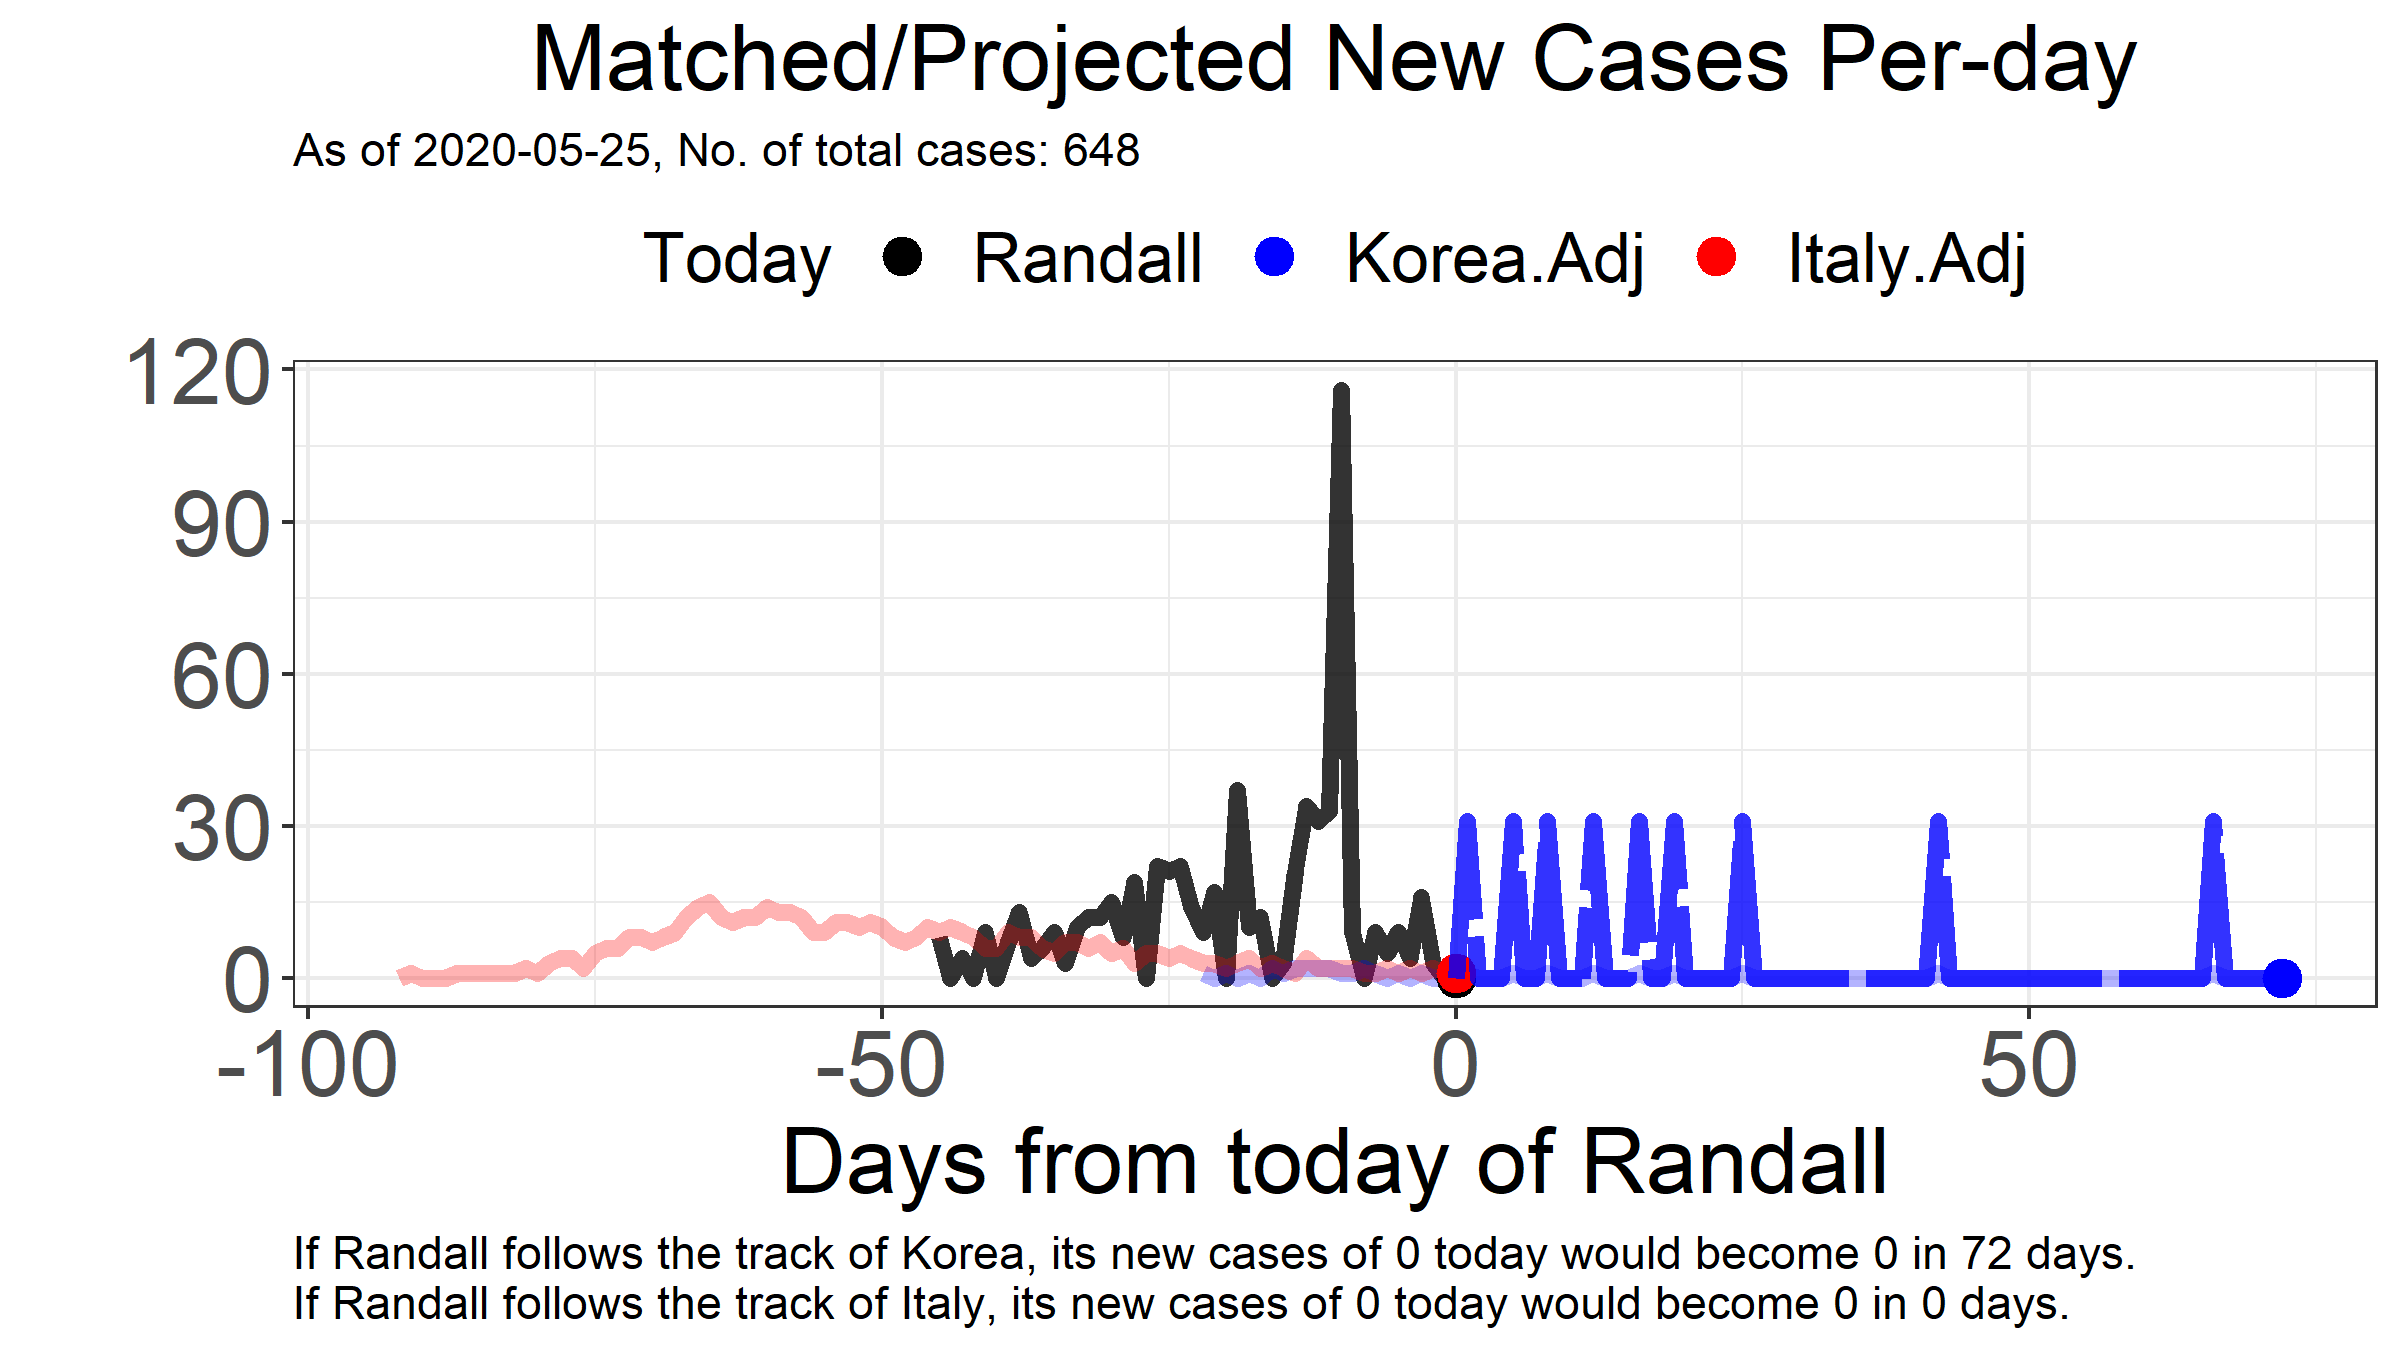 Matched/Projected New Cases Per-day
As of 2020-05-25, No. of total cases: 648
Today Randall Korea.Adj Italy.Adj
120
90
60
30
0
-100 -50 0 50
Days from today of Randall
If Randall follows the track of Korea, its new cases of 0 today would become 0 in 72 days.
If Randall follows the track of Italy, its new cases of 0 today would become 0 in 0 days.